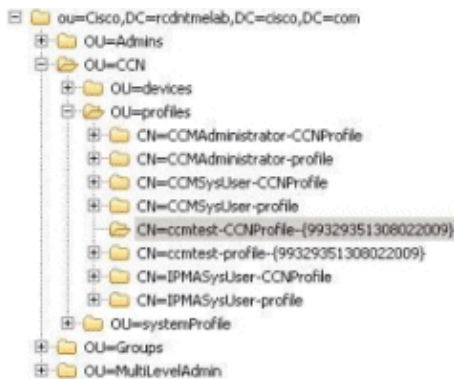 ou=Cisco,DC=rcdntmelab,DC=cisco,DC=com
OU=Admins
OU=CCN
OU=devices
OU=profiles
CN=CCMAdministrator-CCNProfile
CN=CCMAdministrator-profile
CN=CCMSysUser-CCNProfile
CN=CCMSysUser-profile
CN=ccmtest-CCNProfile-{99329351308022009}
CN=ccmtest-profile-{99329351308022009}
CN=IPMASysUser-CCNProfile
CN=IPMASysUser-profile
OU=systemProfile
OU=Groups
OU=MultiLevelAdmin